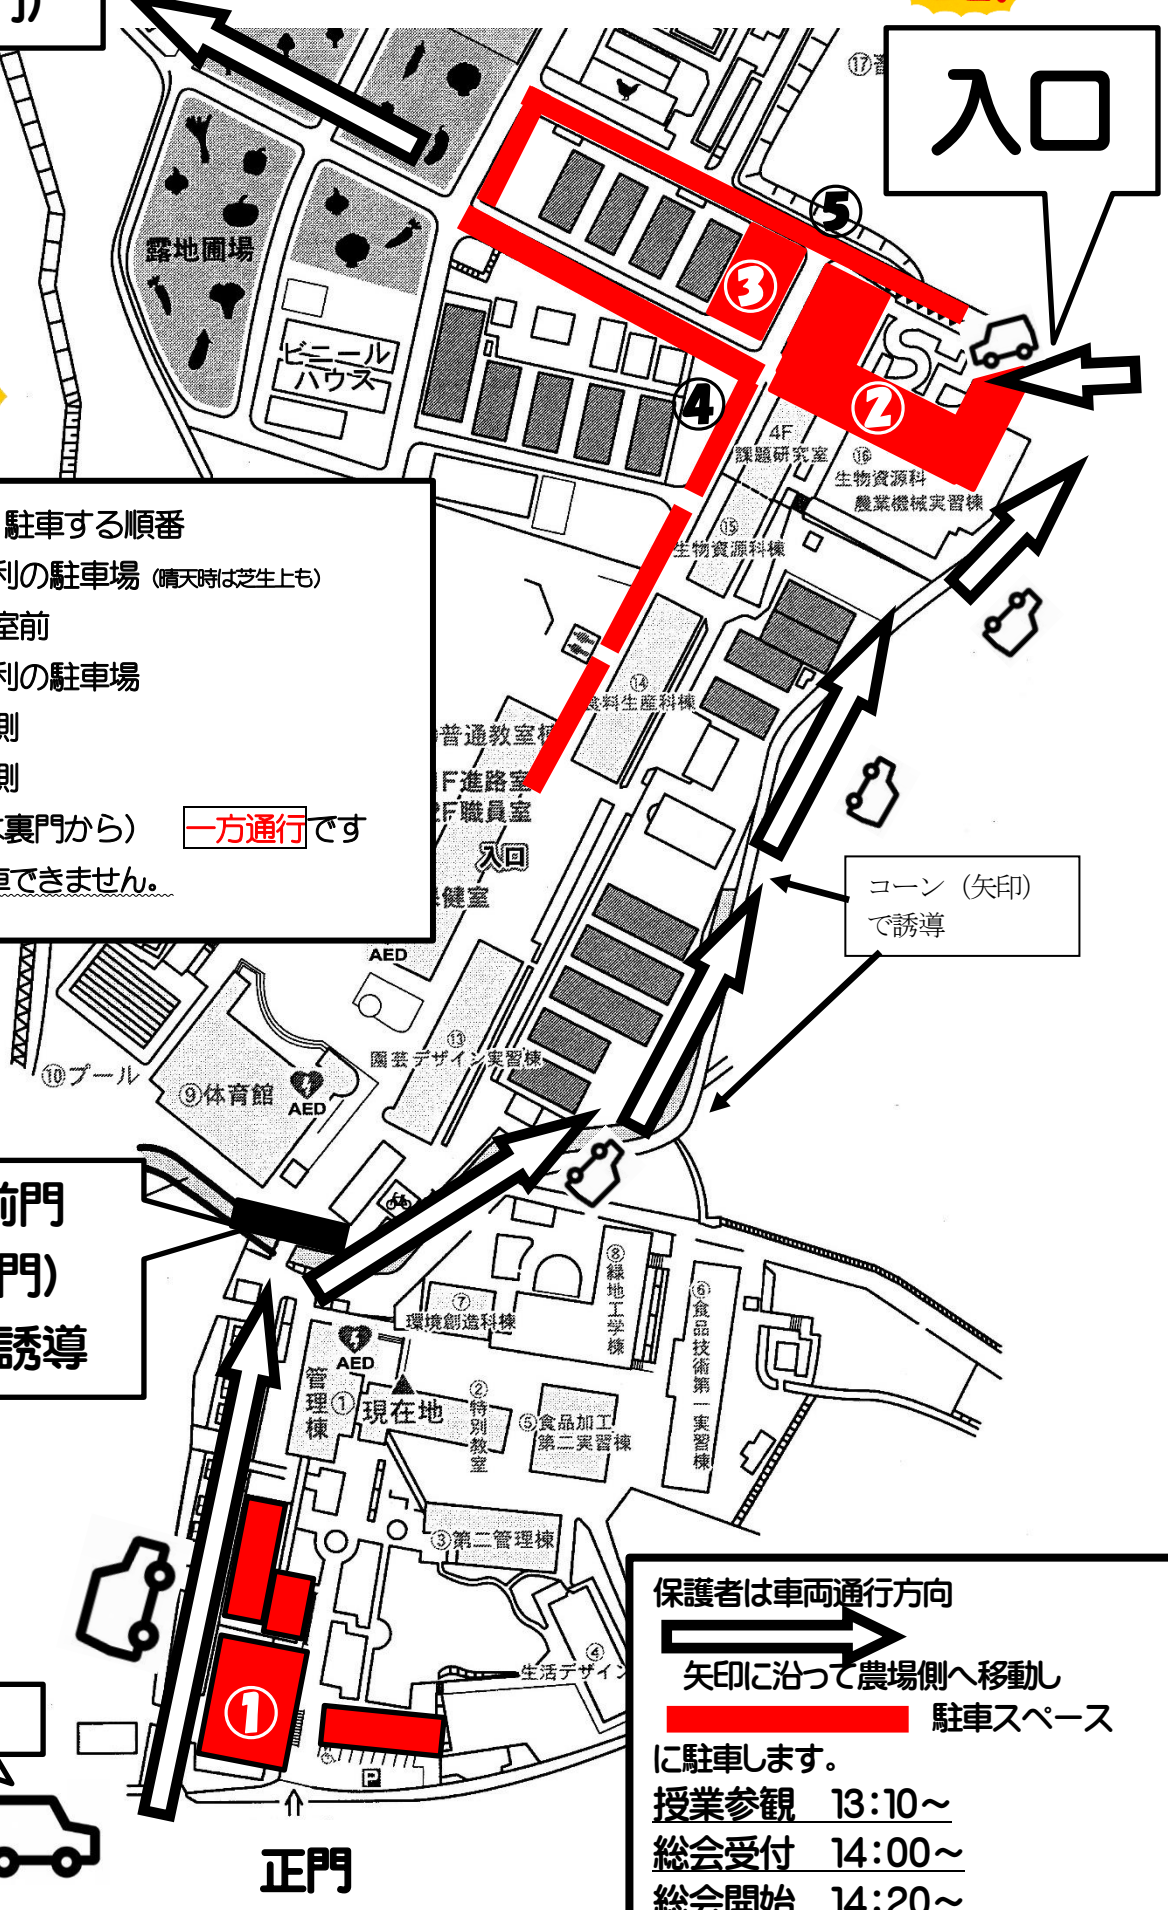 門）
入口
⑰
⑤
露地圃場
③
ビニール
ハウス
④
②
4F
課題研究室
⑯
生物資源科
農業機械実習棟
駐車する順番
⑮
生物資源科棟
利の駐車場（晴天時は芝生上も）
室前
利の駐車場
側
側
⑭
食料生産科棟
普通教室棟
F進路室
F職員室
は裏門から） 一方通行です
車できません。
入口
保健室
AED
コーン（矢印）
で誘導
⑬
園芸デザイン実習棟
⑩プール
⑨体育館
AED
前門
門）
誘導
⑧緑地工学棟
⑦
環境創造科棟
⑥食品技術第一実習棟
AED
管理棟①
現在地
②特別教室
⑤食品加工
第二実習棟
③第二管理棟
④
生活デザイン
①
P
正門
保護者は車両通行方向
矢印に沿って農場側へ移動し
駐車スペース
に駐車します。
授業参観 13：10～
総会受付 14：00～
総会開始 14：20～